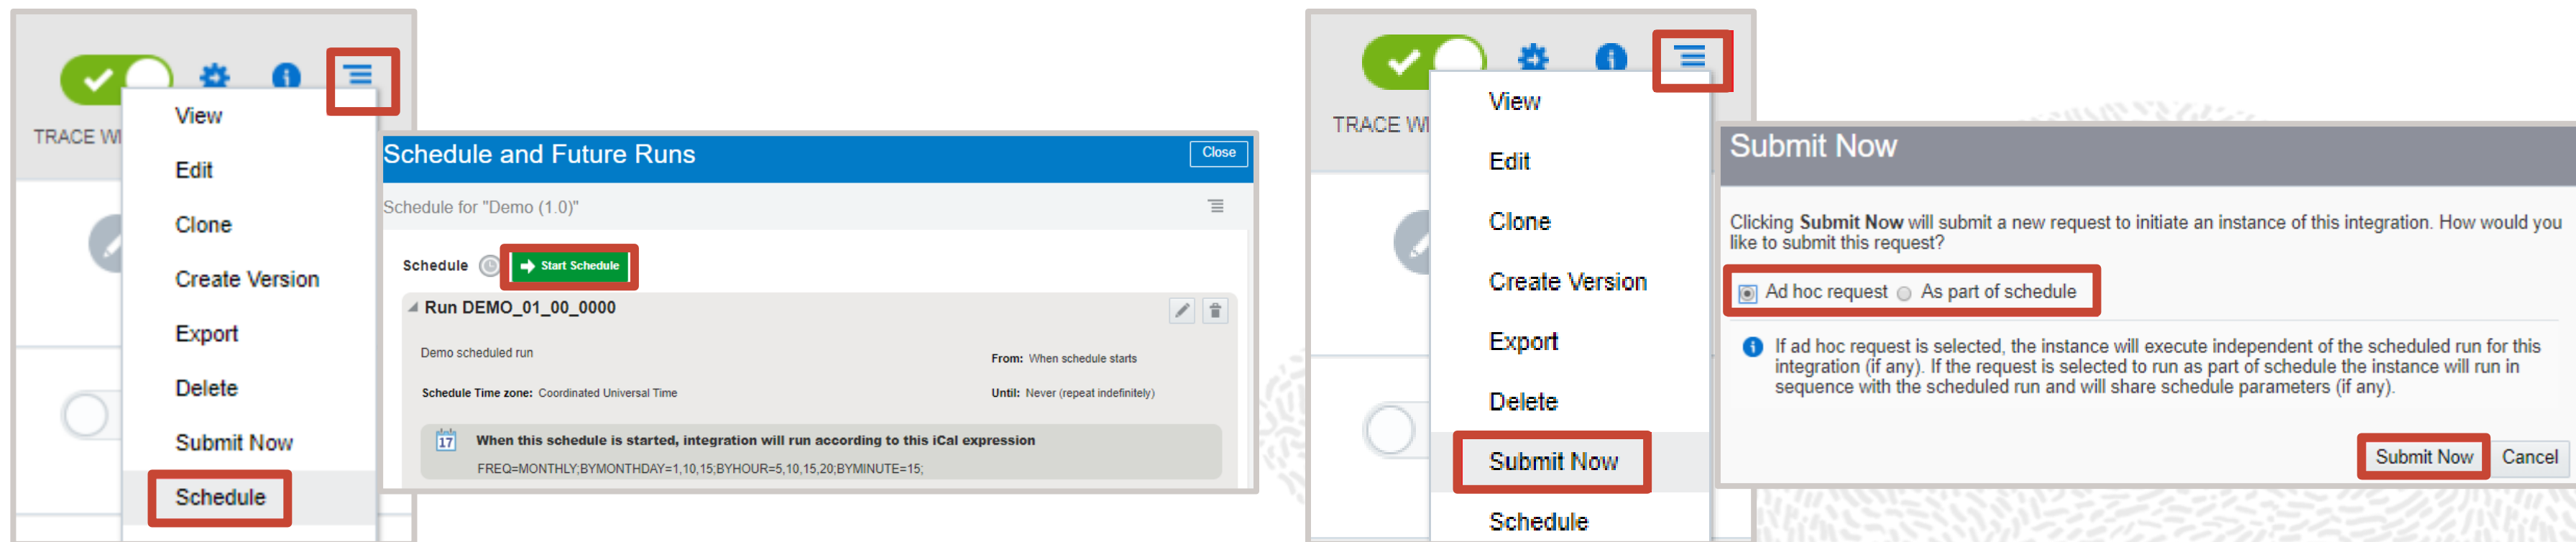 TRACE WI
View
Edit
Clone
Create Version
Export
Delete
Submit Now
Schedule
Schedule and Future Runs
Close
Schedule for "Demo (1.0)"
Schedule
Start Schedule
Run DEMO_01_00_0000
Demo scheduled run
From: When schedule starts
Schedule Time zone: Coordinated Universal Time
Until: Never (repeat indefinitely)
17
When this schedule is started, integration will run according to this iCal expression
FREQ=MONTHLY;BYMONTHDAY=1,10,15;BYHOUR=5,10,15,20;BYMINUTE=15;
TRACE WI
View
Edit
Clone
Create Version
Export
Delete
Submit Now
Schedule
Submit Now
Clicking Submit Now will submit a new request to initiate an instance of this integration. How would you
like to submit this request?
Ad hoc request As part of schedule
If ad hoc request is selected, the instance will execute independent of the scheduled run for this
integration (if any). If the request is selected to run as part of schedule the instance will run in
sequence with the scheduled run and will share schedule parameters (if any).
Submit Now
Cancel